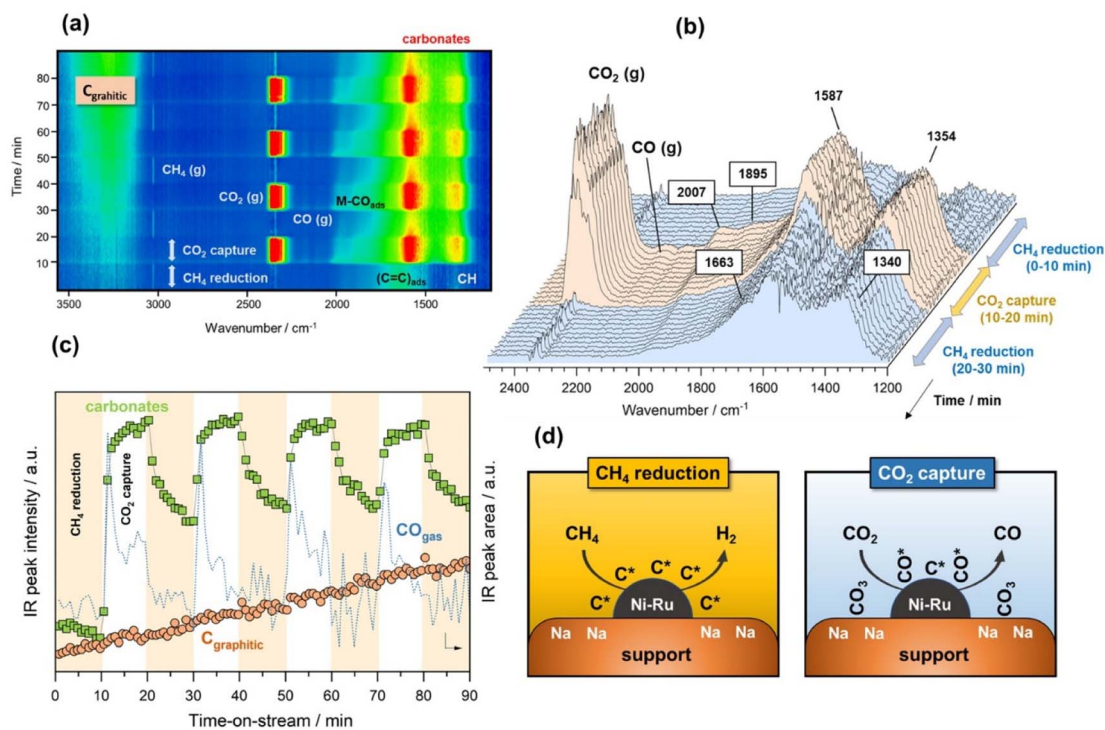 (a)
carbonates
Time / min
80
70
60
50
40
30
20
10
C grahitic
CH4 (g)
CO2 (g)
M-COads
CO (g)
CO2 capture
CH4 reduction
(C=C)ads
CH
3500
3000
2500
2000
1500
Wavenumber / cm-1
(b)
CO2 (g)
CO (g)
2007
1895
1587
1354
1663
1340
CH4 reduction
(0-10 min)
CO2 capture
(10-20 min)
CH4 reduction
(20-30 min)
Time / min
2400
2200
2000
1800
1600
1400
1200
Wavenumber / cm-1
(c)
IR peak intensity / a.u.
carbonates
CH4 reduction
CO2 capture
COgas
Cgraphitic
IR peak area / a.u.
0
10
20
30
40
50
60
70
80
90
Time-on-stream / min
(d)
CH4 reduction
CH4
H2
C*
C*
C*
C*
C*
Ni-Ru
Na
Na
Na
Na
support
CO2 capture
CO2
CO
CO*
C*
CO*
CO3
CO3
Ni-Ru
Na
Na
Na
Na
support